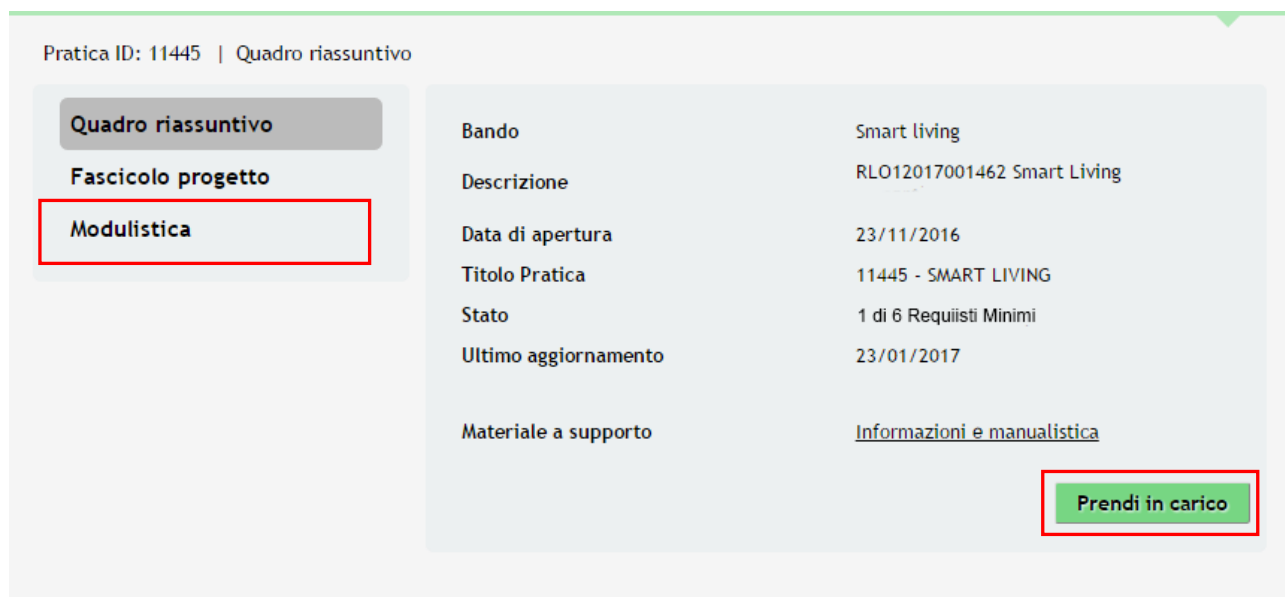 Pratica ID: 11445 | Quadro riassuntivo
Quadro riassuntivo
Fascicolo progetto
Modulistica
Bando Smart living
Descrizione RLO12017001462 Smart Living
Data di apertura 23/11/2016
Titolo Pratica 11445 - SMART LIVING
Stato 1 di 6 Requiisti Minimi
Ultimo aggiornamento 23/01/2017
Materiale a supporto Informazioni e manualistica
Prendi in carico